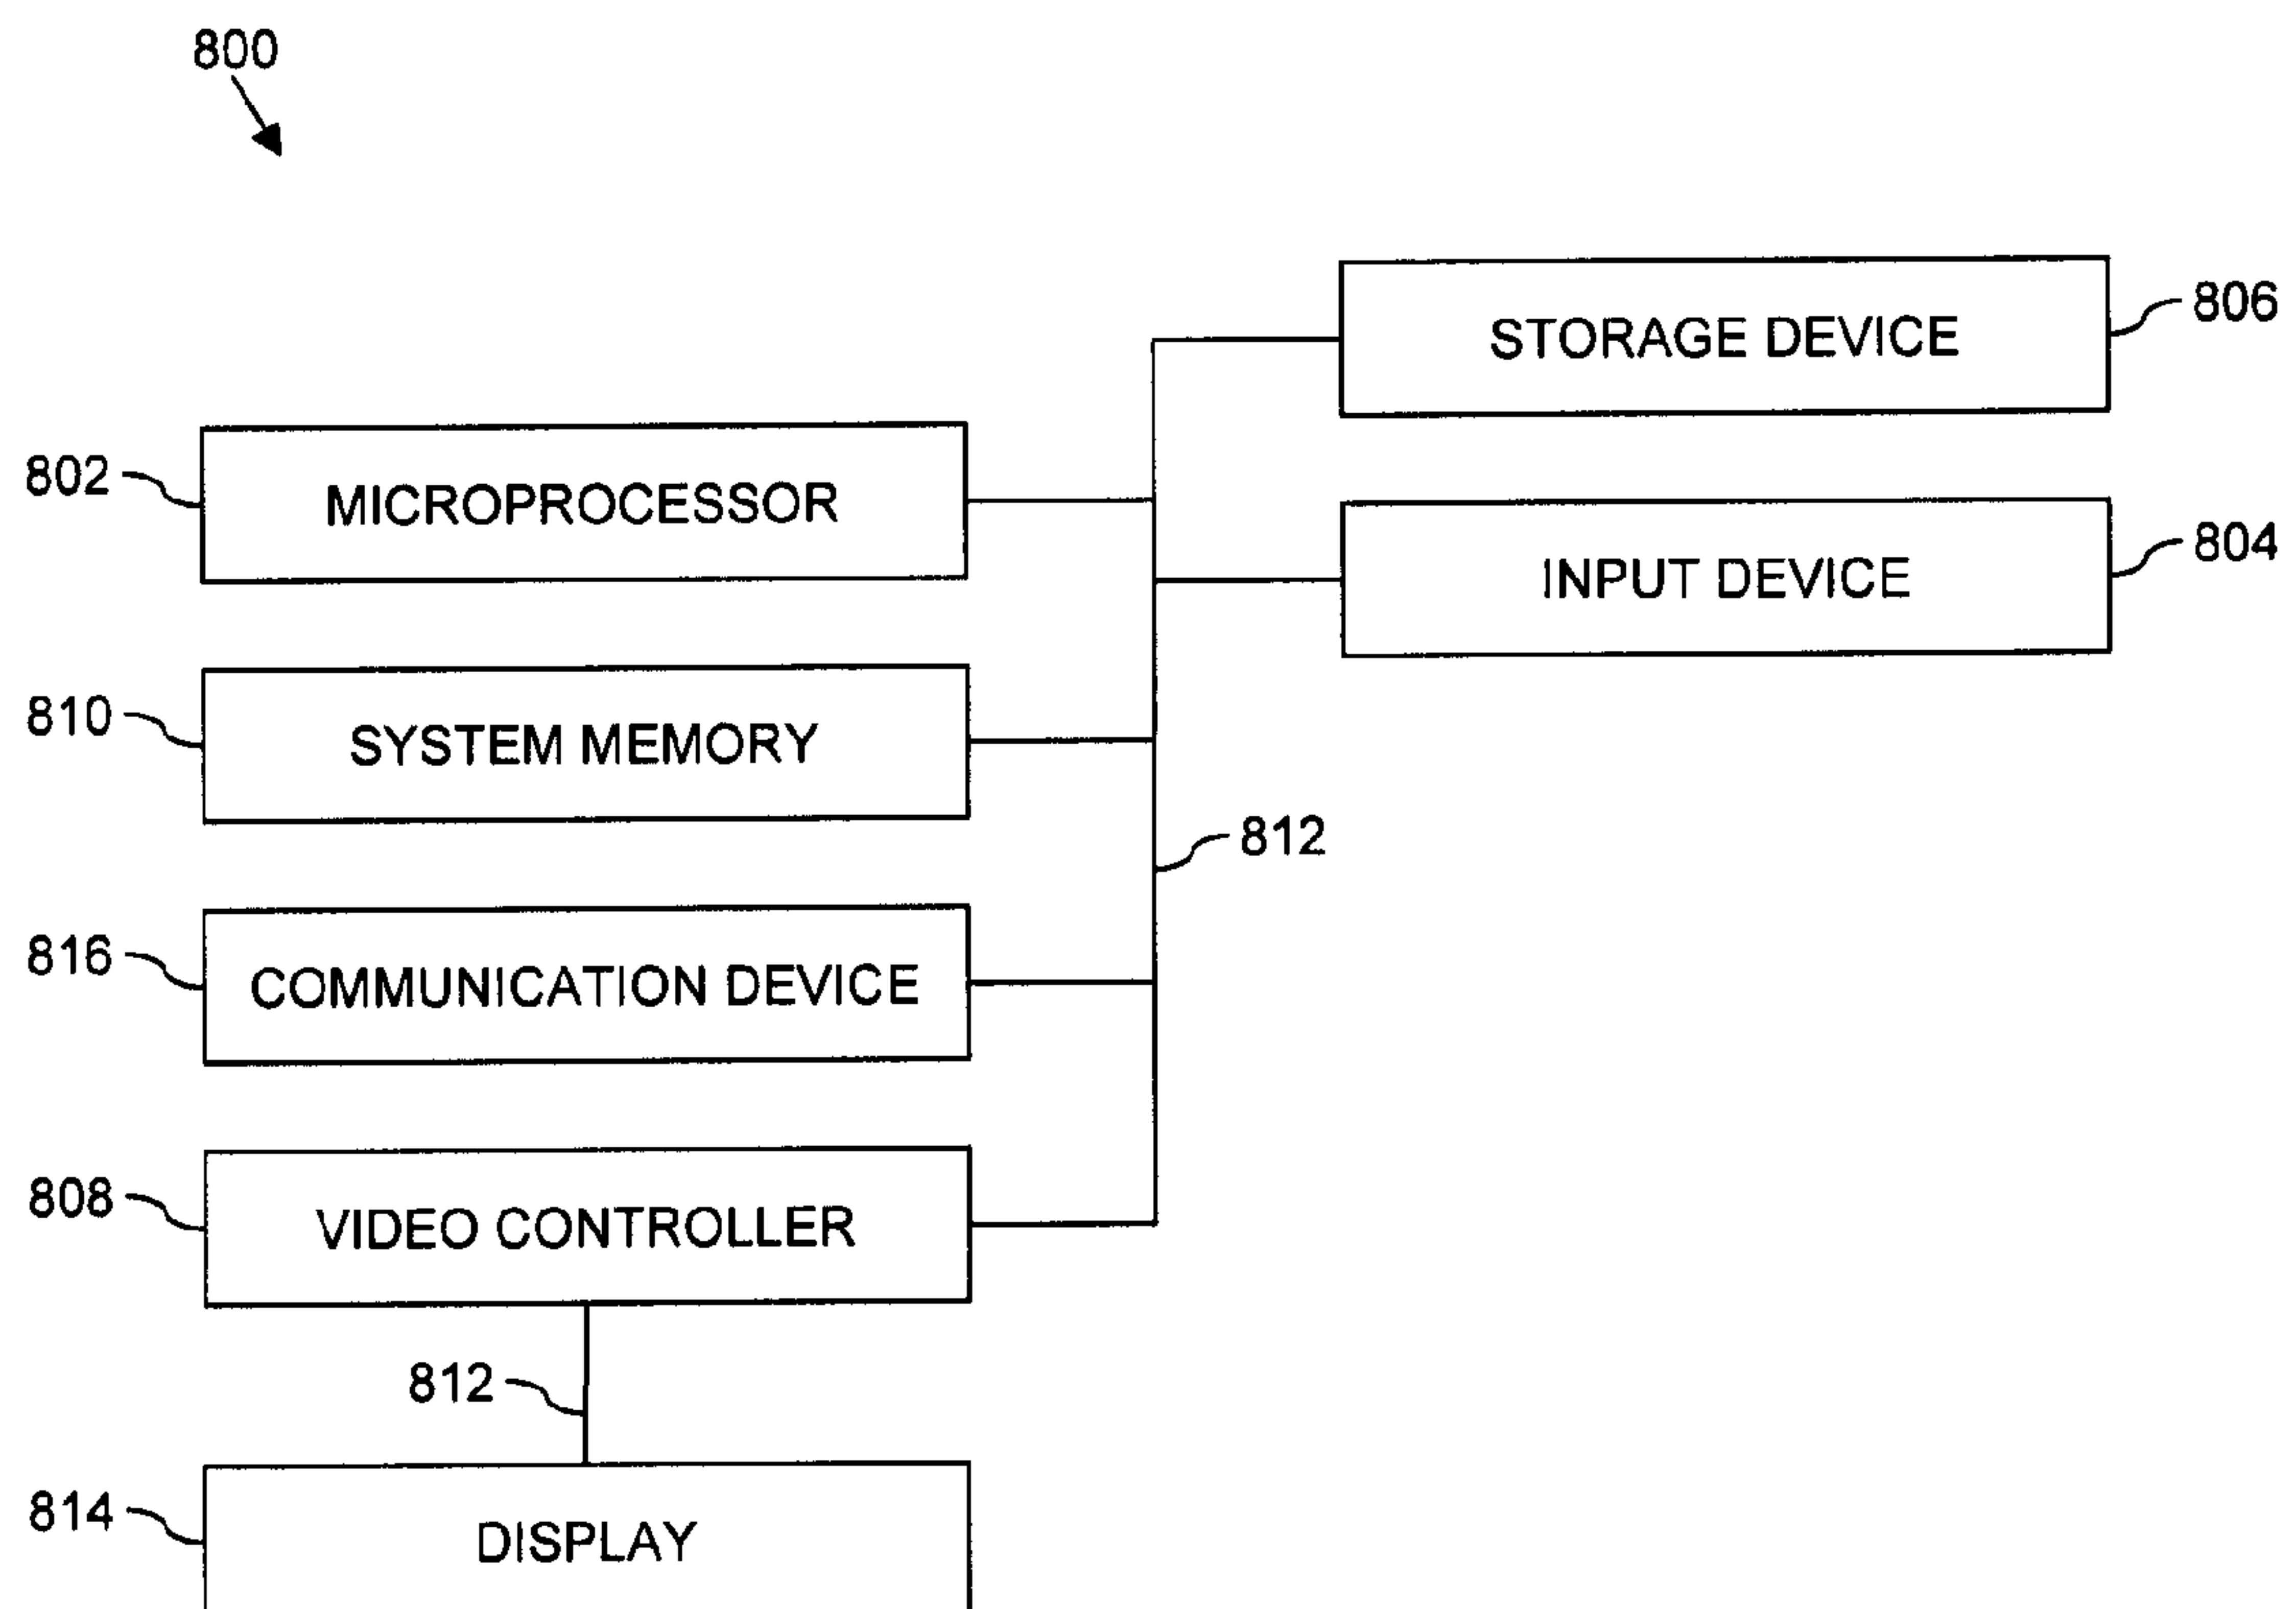 800
STORAGE DEVICE
806
802
MICROPROCESSOR
INPUT DEVICE
804
810
SYSTEM MEMORY
812
816
COMMUNICATION DEVICE
808
VIDEO CONTROLLER
812
814
DISPLAY